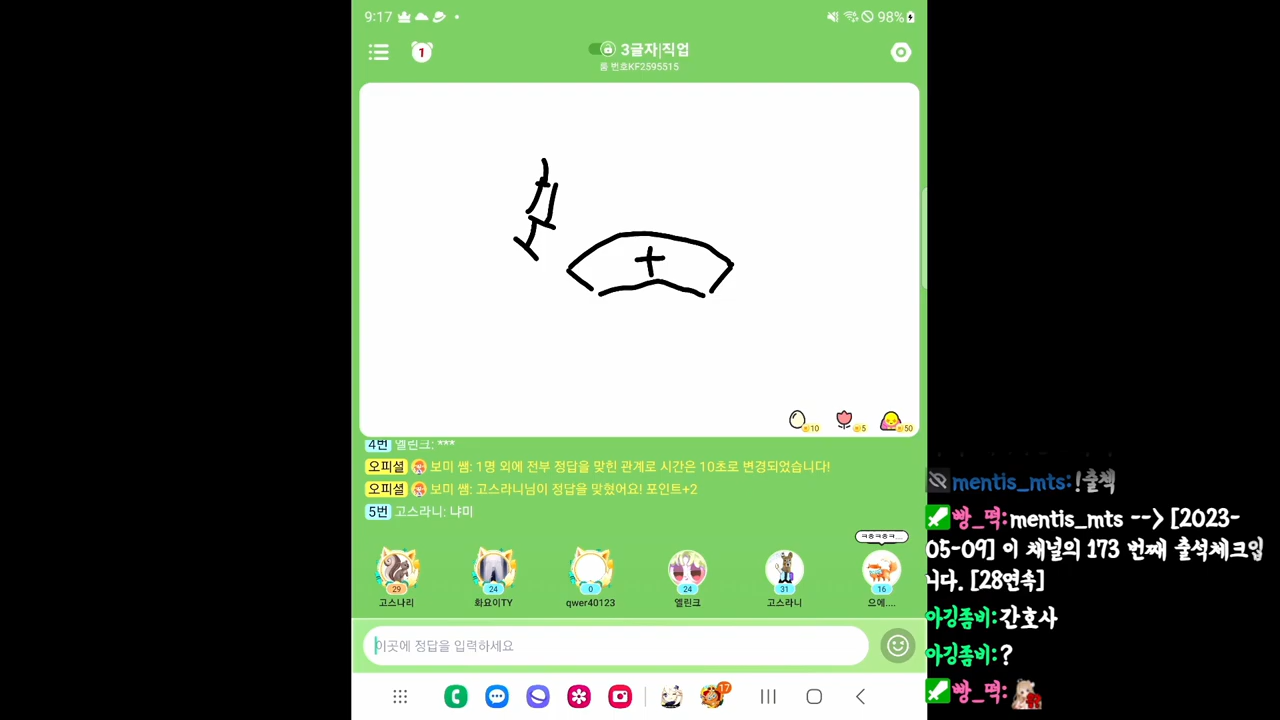 9:17
98%
1
3글자|직업
룸 번호KF2595515
10
5
50
4번 엘린크: ***
오피셜 보미 쌤: 1명 외에 전부 정답을 맞힌 관계로 시간은 10초로 변경되었습니다!
오피셜 보미 쌤: 고스라니님이 정답을 맞혔어요! 포인트+2
5번 고스라니: 냐미
ㅋㅎㅋㅎㅋ...
29
24
0
24
31
16
고스나리
화요이TY
qwer40123
엘린크
고스라니
으에....
이곳에 정답을 입력하세요
17
mentis_mts: !출첵
빵_떡: mentis_mts --> [2023-
05-09] 이 채널의 173 번째 출석체크입
니다. [28연속]
아깅좀비: 간호사
아깅좀비: ?
빵_떡: